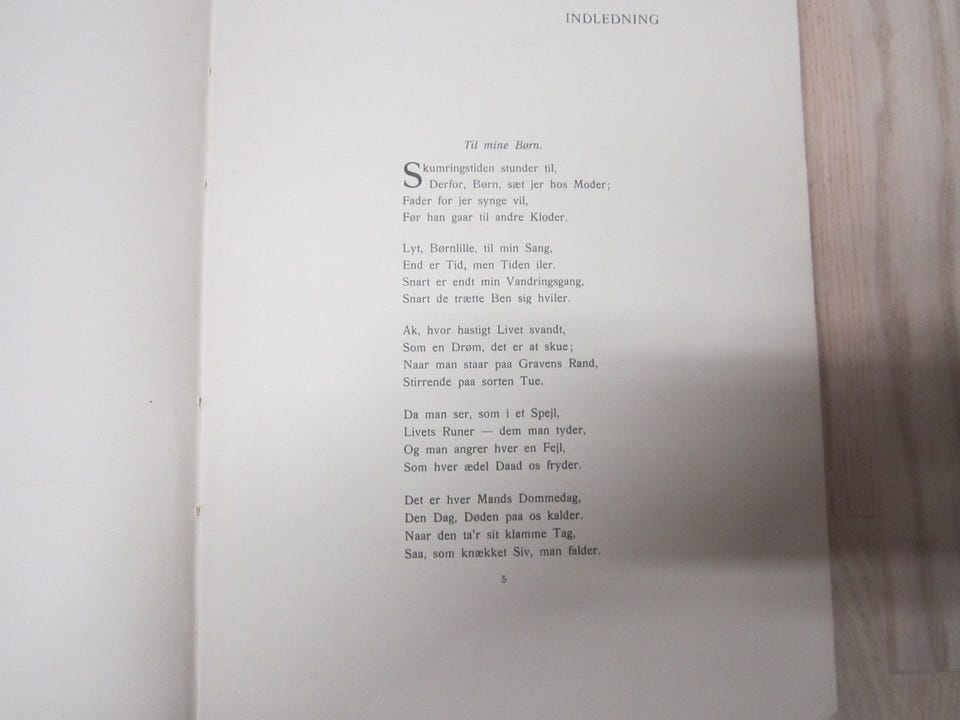 INDLEDNING
Til mine Børn.
Skumringstiden stunder til,
Derfor, Børn, sæt jer hos Moder;
Fader for jer synge vil,
Før han gaar til andre Kloder.
Lyt, Børnlille, til min Sang,
End er Tid, men Tiden iler.
Snart er endt min Vandringsgang,
Snart de trætte Ben sig hviler.
Ak, hvor hastigt Livet svandt,
Som en Drøm, det er at skue;
Naar man staar paa Gravens Rand,
Stirrende paa sorten Tue.
Da man ser, som i et Spejl,
Livets Runer — dem man tyder,
Og man angrer hver en Fejl,
Som hver ædel Daad os fryder.
Det er hver Mands Dommedag,
Den Dag, Døden paa os kalder.
Naar den ta'r sit klamme Tag,
Saa, som knækket Siv, man falder.
5